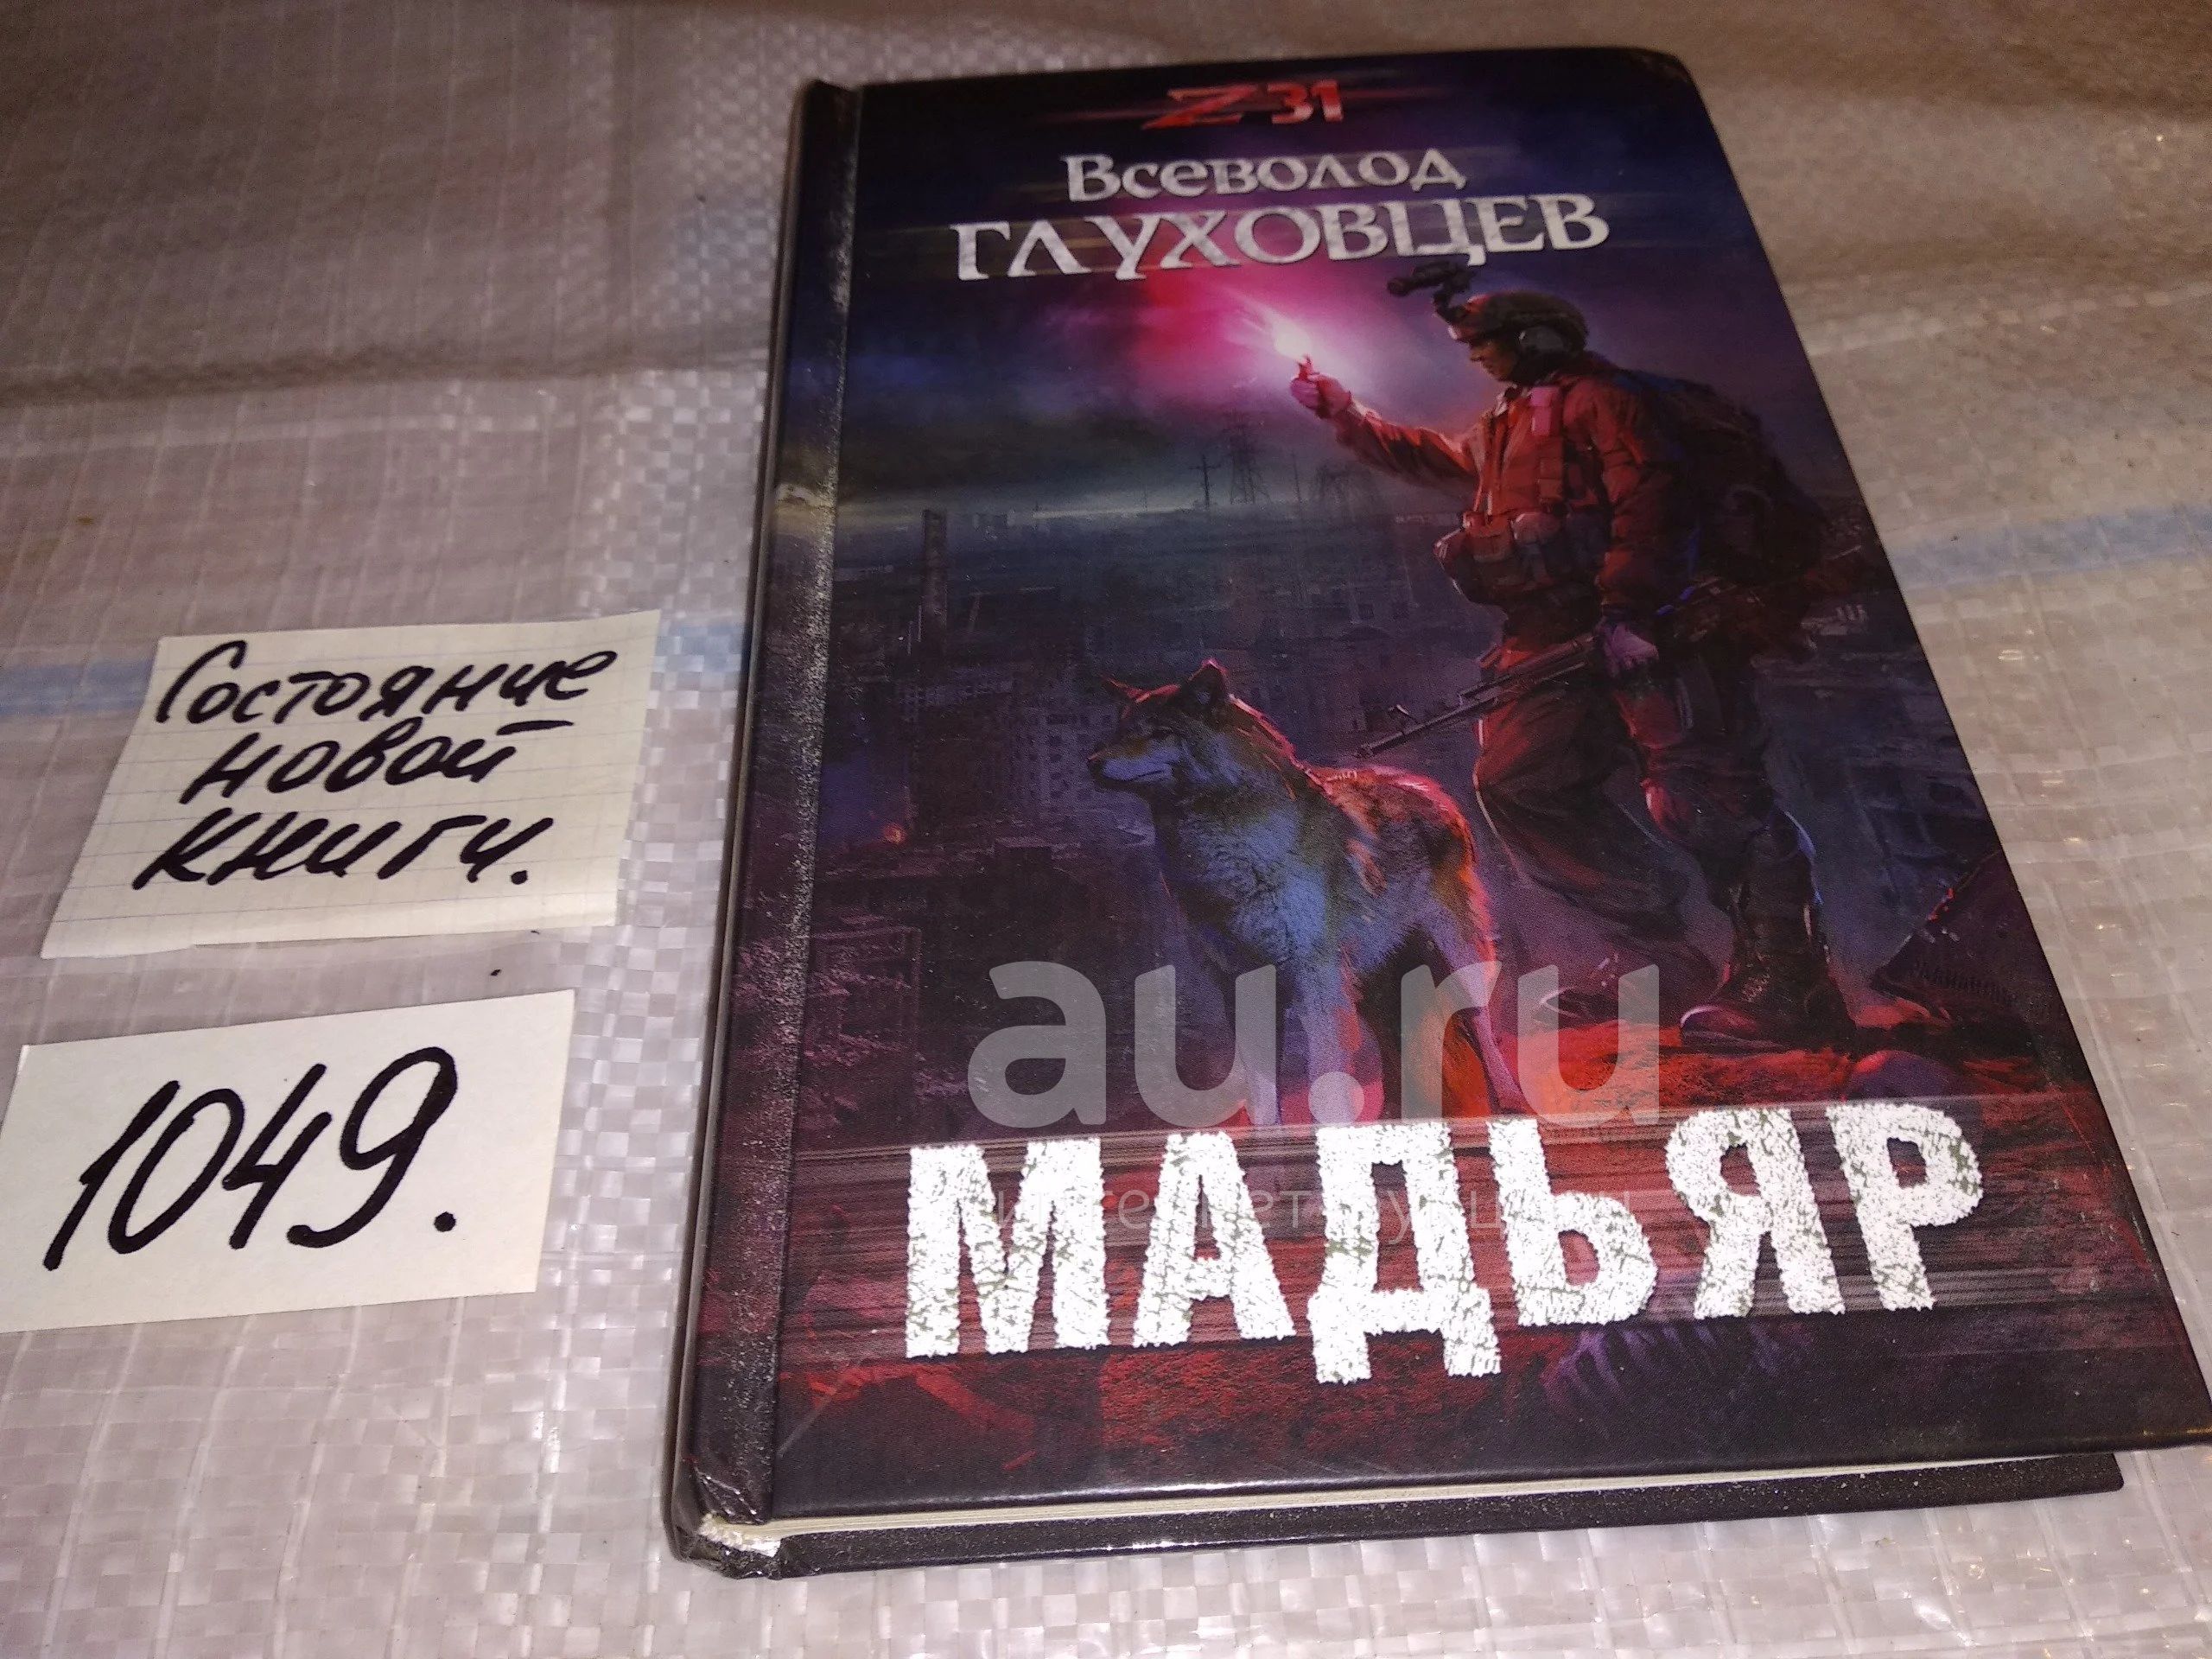 Z 31
Всеволод
ГЛУХОВЦЕВ
Состояние
новой
книги.
1049.
au.ru
МАДЬЯР